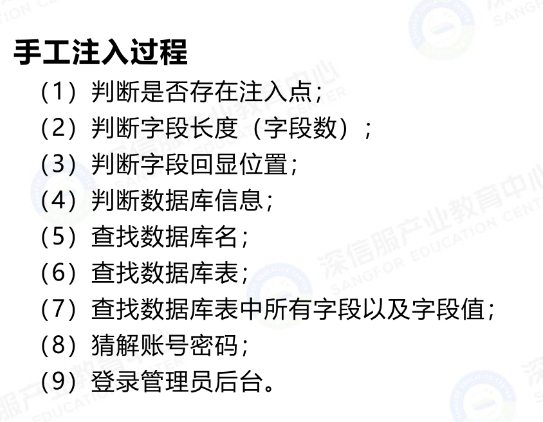 手工注入过程
（1）判断是否存在注入点；
（2）判断字段长度（字段数）；
（3）判断字段回显位置；
（4）判断数据库信息；
（5）查找数据库名；
（6）查找数据库表；
（7）查找数据库表中所有字段以及字段值；
（8）猜解账号密码；
（9）登录管理员后台。
深信服产业教育中心
SANGFOR EDUCATION CENTER